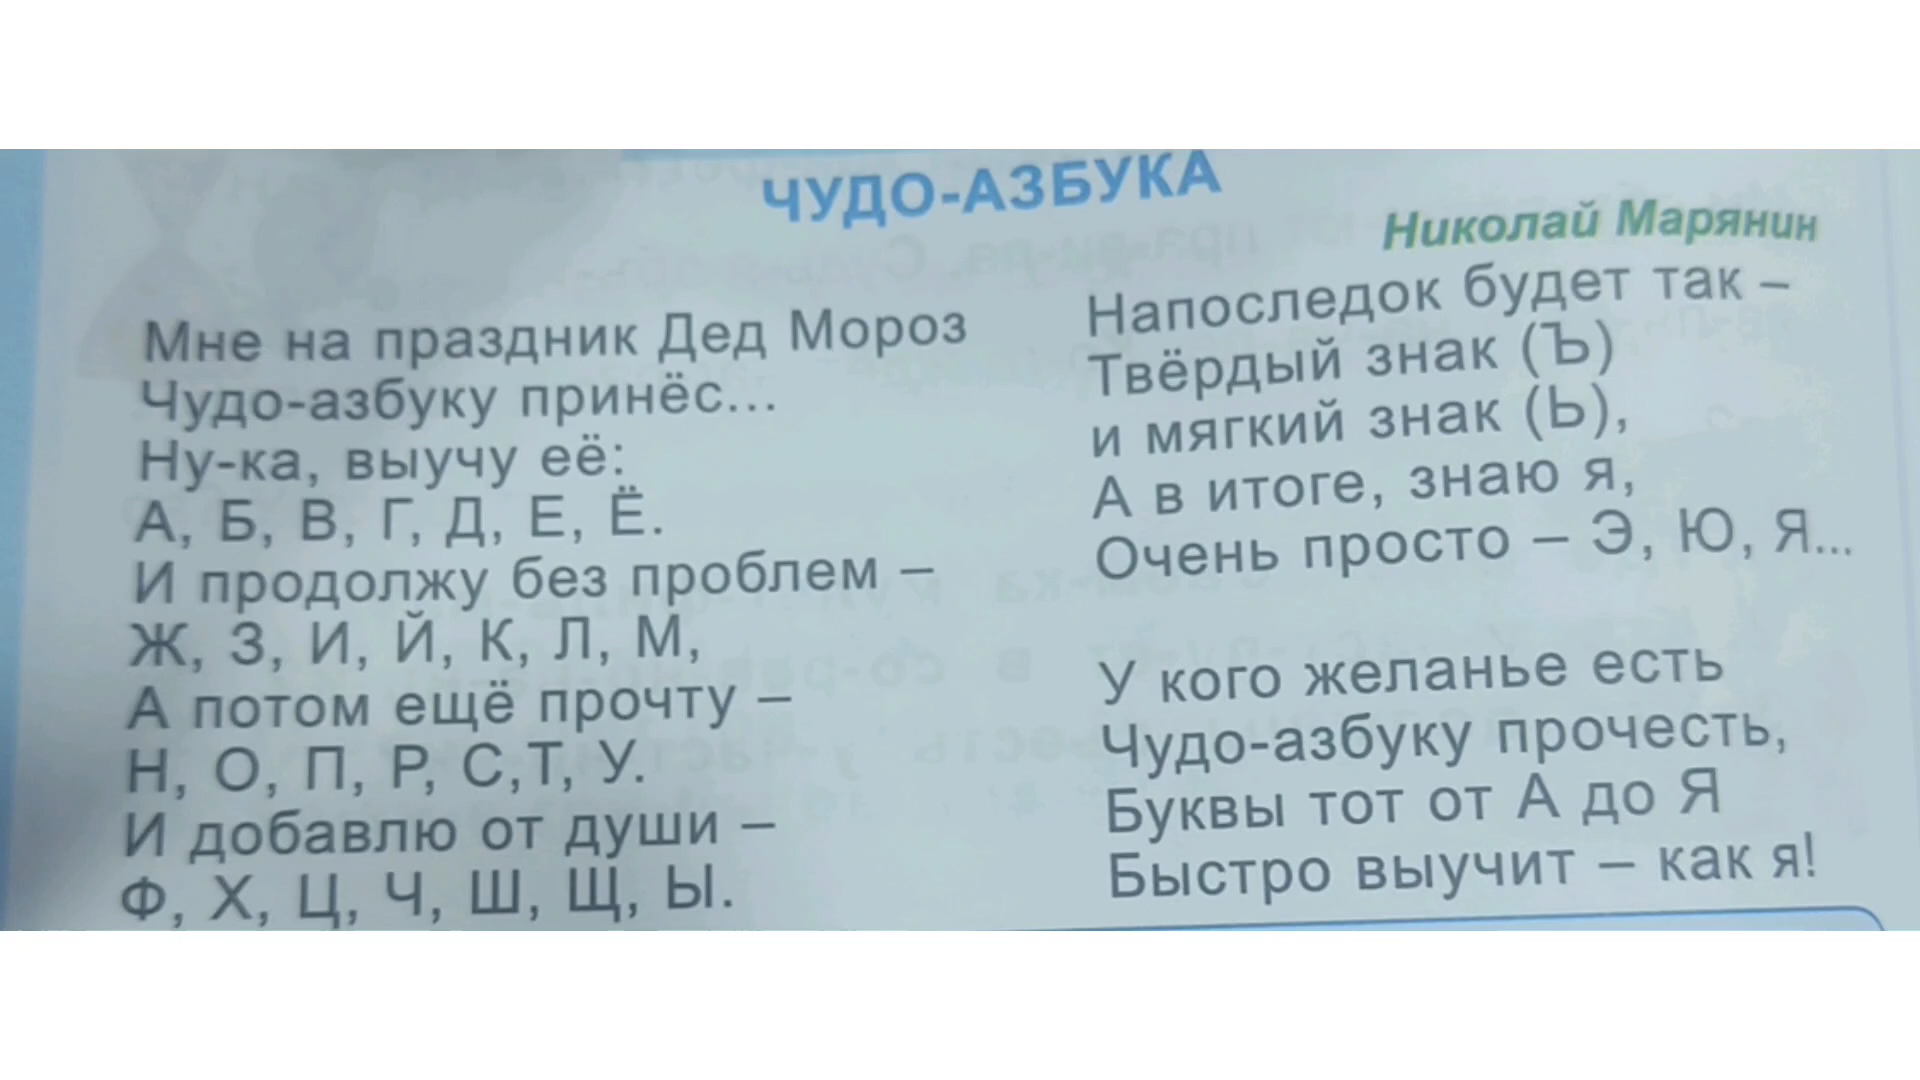 ЧУДО-АЗБУКА
Николай Марянин
Мне на праздник Дед Мороз
Чудо-азбуку принёс...
Ну-ка, выучу её:
А, Б, В, Г, Д, Е, Ё.
И продолжу без проблем –
Ж, З, И, Й, К, Л, М,
А потом ещё прочту –
Н, О, П, Р, С,Т, У.
И добавлю от души –
Ф, Х, Ц, Ч, Ш, Щ, Ы.
Напоследок будет так –
Твёрдый знак (Ъ)
и мягкий знак (Ь),
А в итоге, знаю я,
Очень просто – Э, Ю, Я...
У кого желанье есть
Чудо-азбуку прочесть,
Буквы тот от А до Я
Быстро выучит – как я!